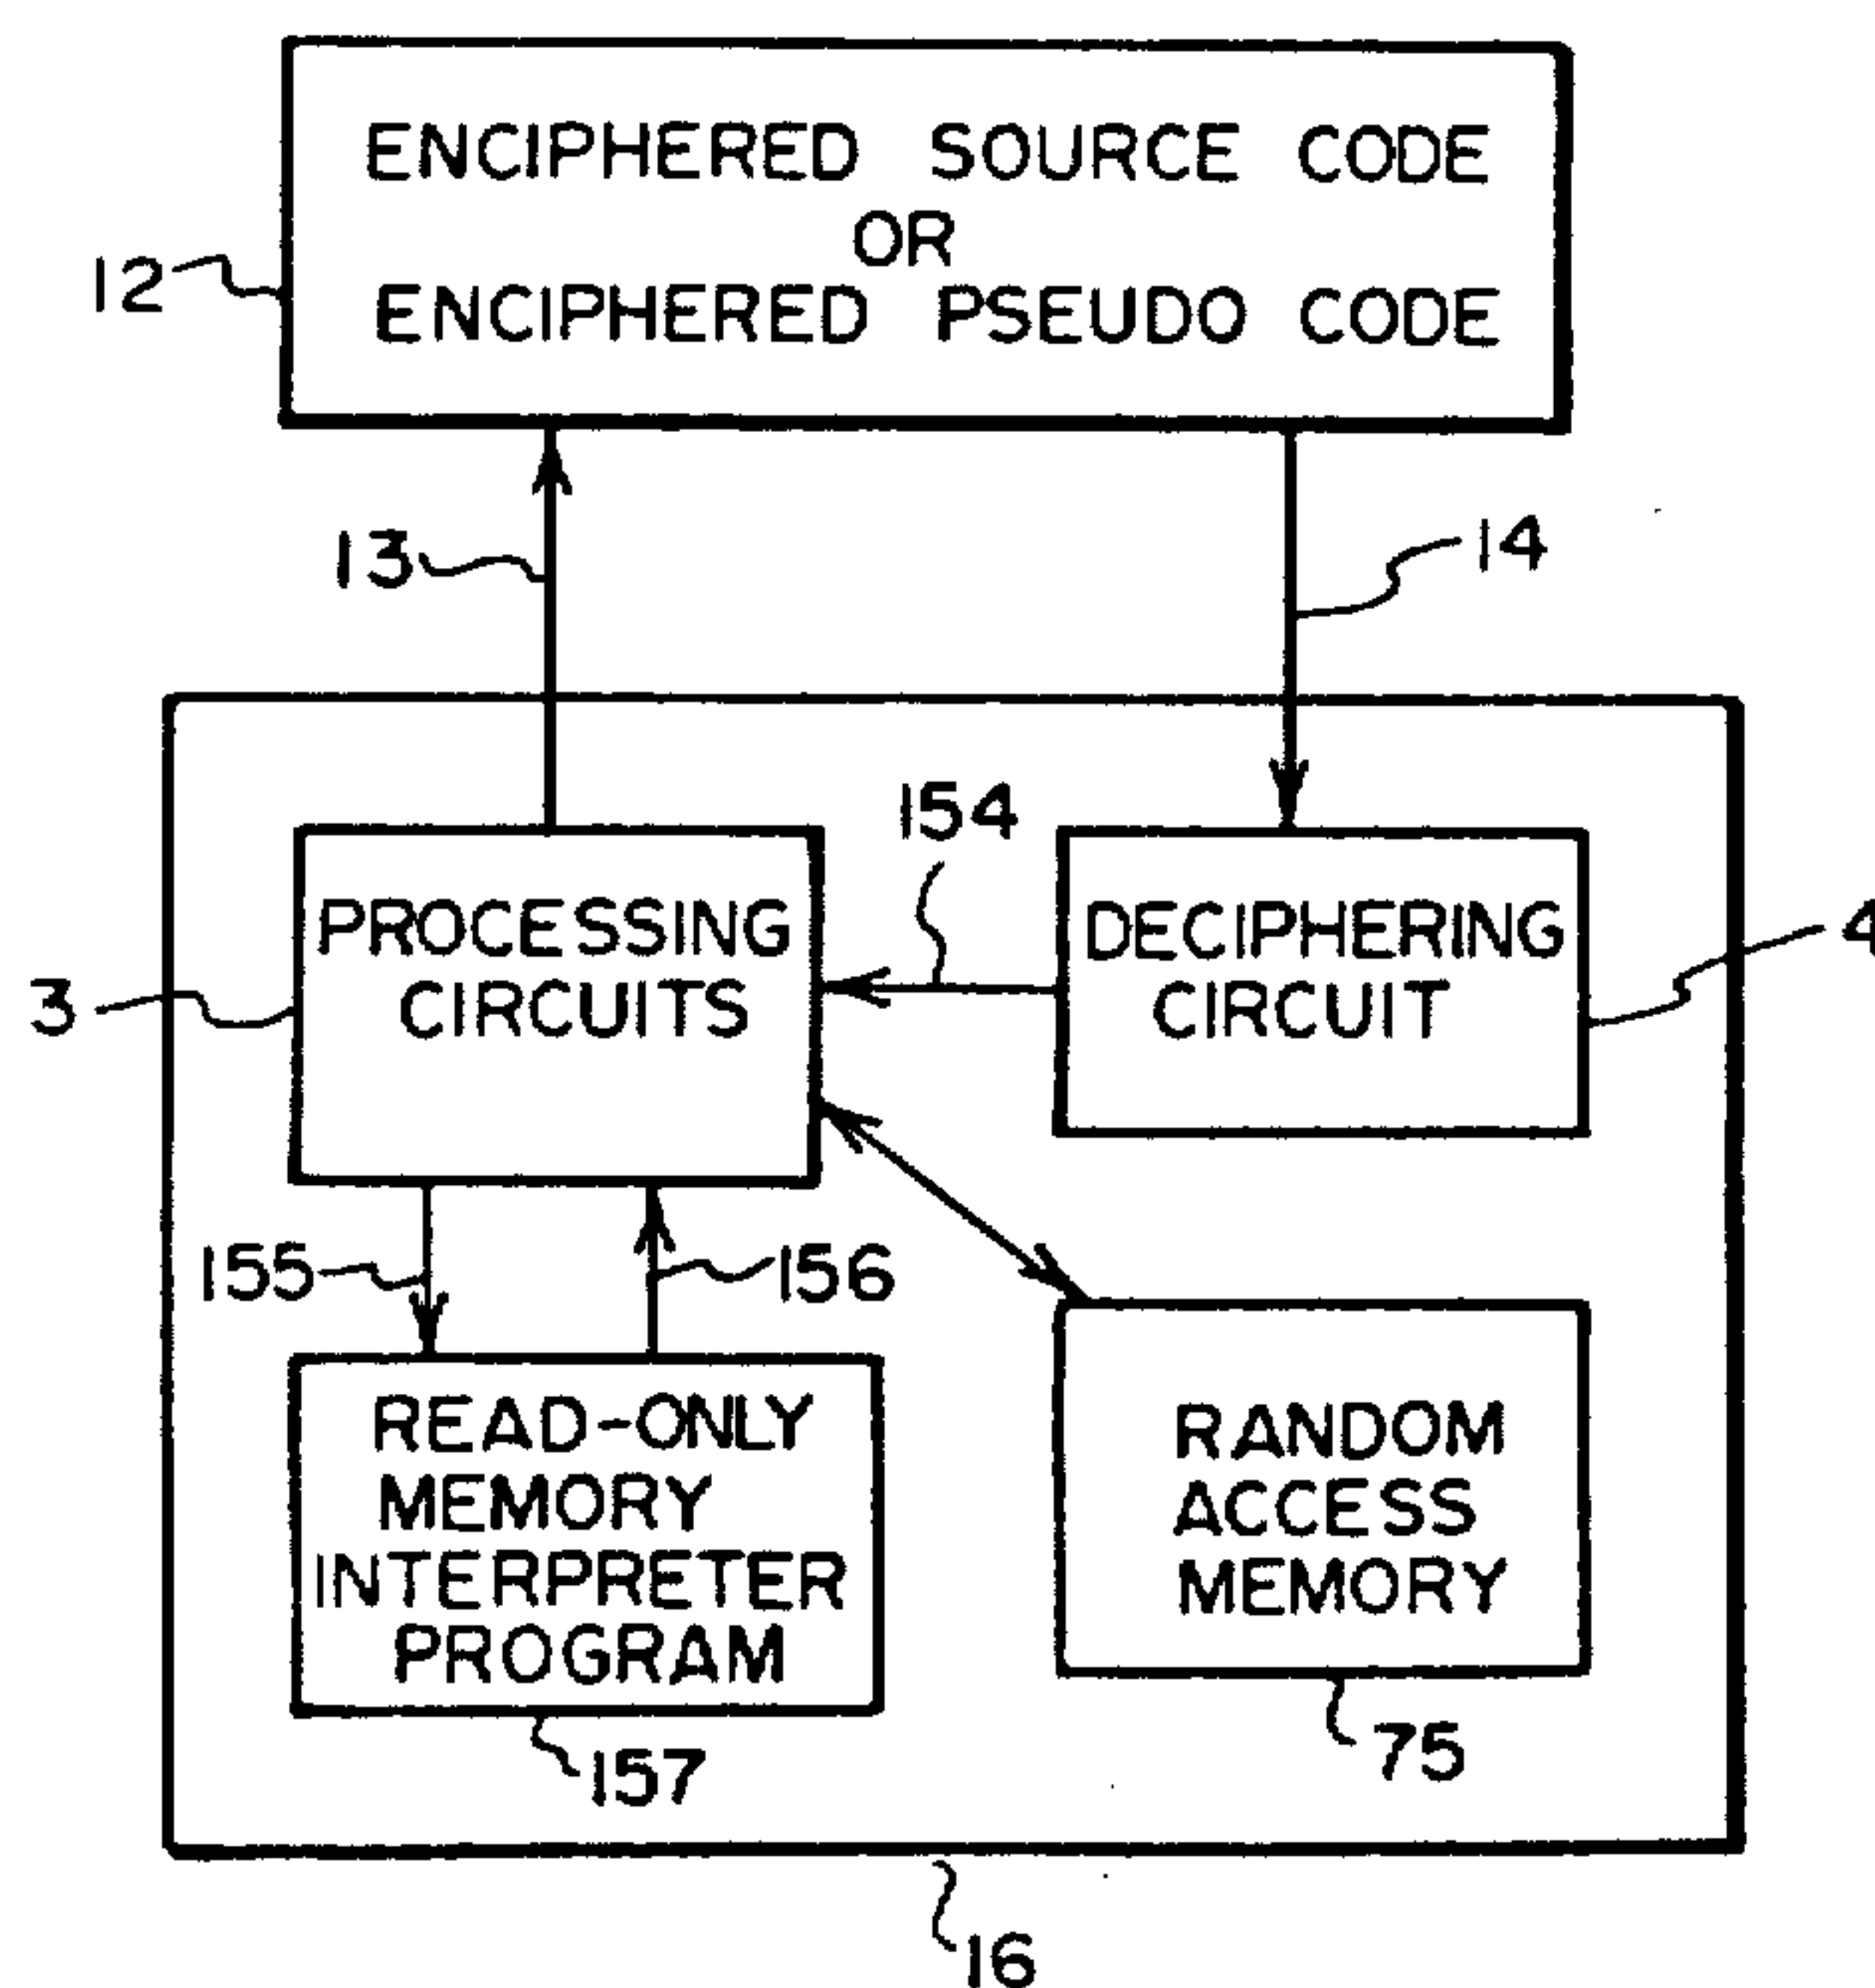 ENCIPHERED SOURCE CODE
OR
ENCIPHERED PSEUDO CODE
12
13
14
154
PROCESSING
CIRCUITS
DECIPHERING
CIRCUIT
3
4
155
156
READ-ONLY
MEMORY
INTERPRETER
PROGRAM
RANDOM
ACCESS
MEMORY
157
75
16